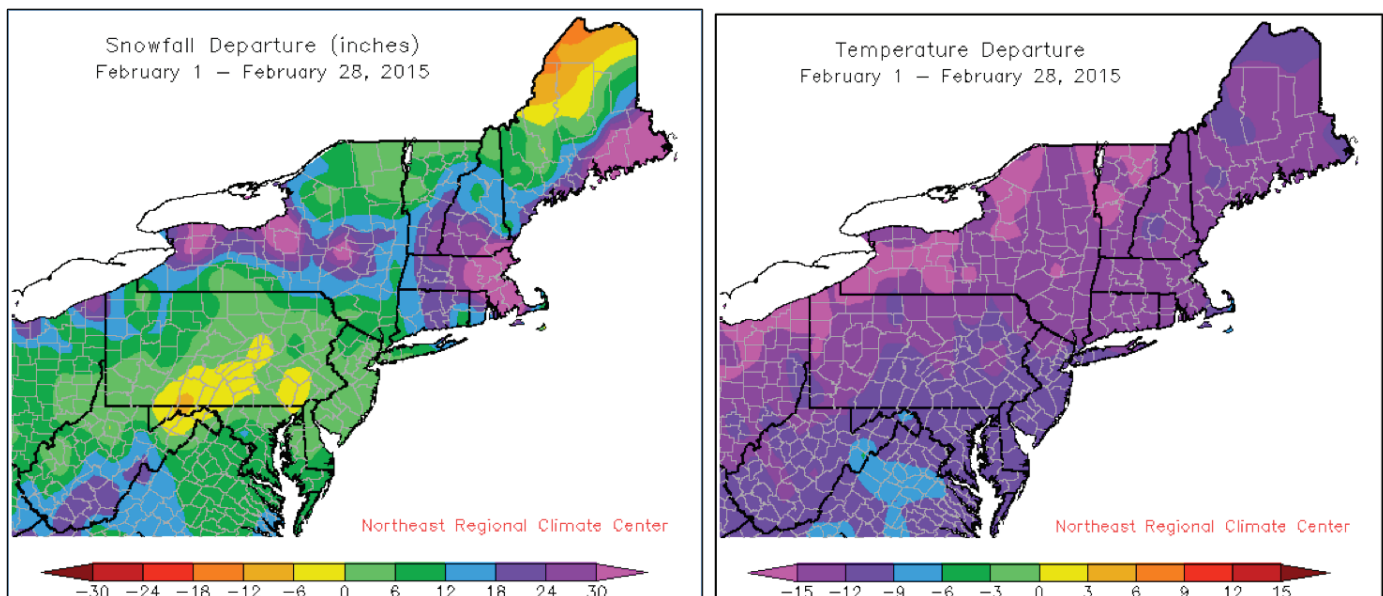 Snowfall Departure (inches)
February 1 – February 28, 2015
Northeast Regional Climate Center
-30 -24 -18 -12 -6 0 6 12 18 24 30
Temperature Departure
February 1 – February 28, 2015
Northeast Regional Climate Center
-15 -12 -9 -6 -3 0 3 6 9 12 15